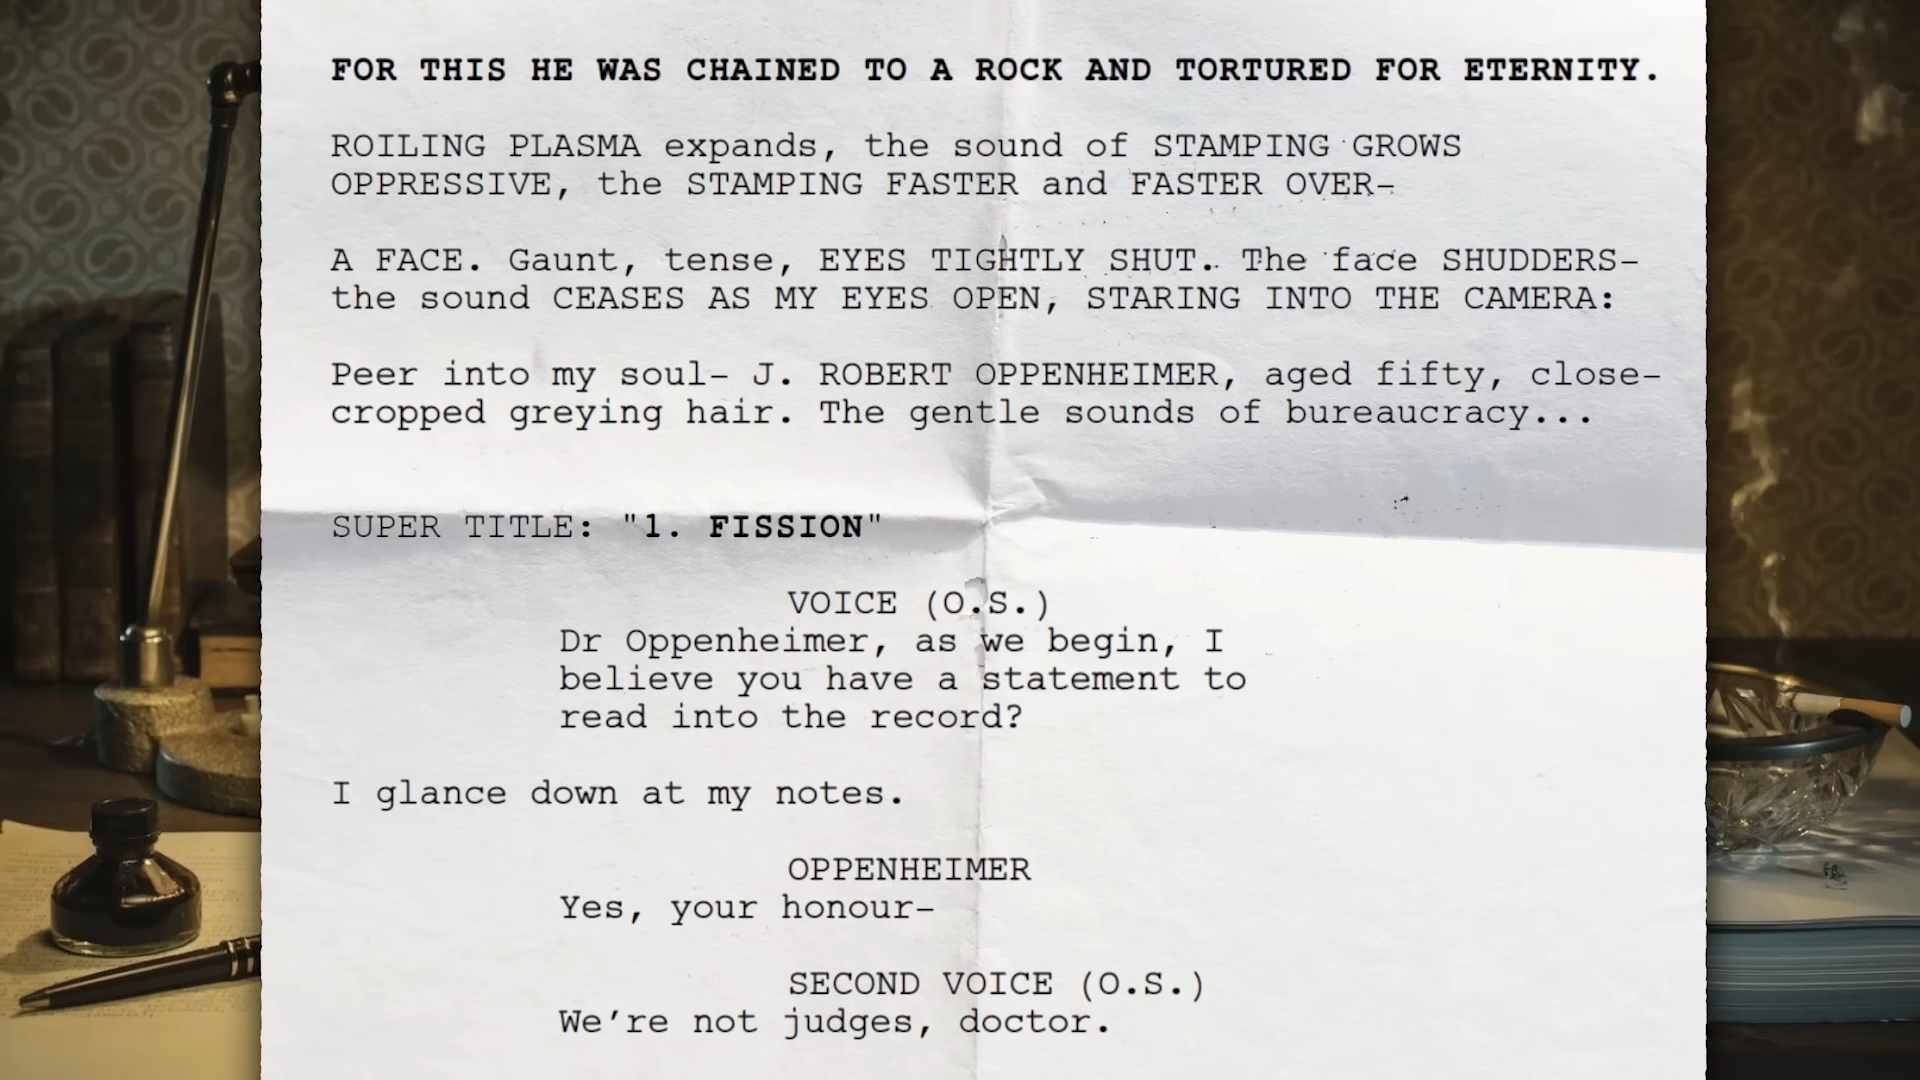 FOR THIS HE WAS CHAINED TO A ROCK AND TORTURED FOR ETERNITY.
ROILING PLASMA expands, the sound of STAMPING GROWS
OPPRESSIVE, the STAMPING FASTER and FASTER OVER-
A FACE. Gaunt, tense, EYES TIGHTLY SHUT. The face SHUDDERS-
the sound CEASES AS MY EYES OPEN, STARING INTO THE CAMERA:
Peer into my soul- J. ROBERT OPPENHEIMER, aged fifty, close-
cropped greying hair. The gentle sounds of bureaucracy...
SUPER TITLE: "1. FISSION"
VOICE (O.S.)
Dr Oppenheimer, as we begin, I
believe you have a statement to
read into the record?
I glance down at my notes.
OPPENHEIMER
Yes, your honour-
SECOND VOICE (O.S.)
We're not judges, doctor.